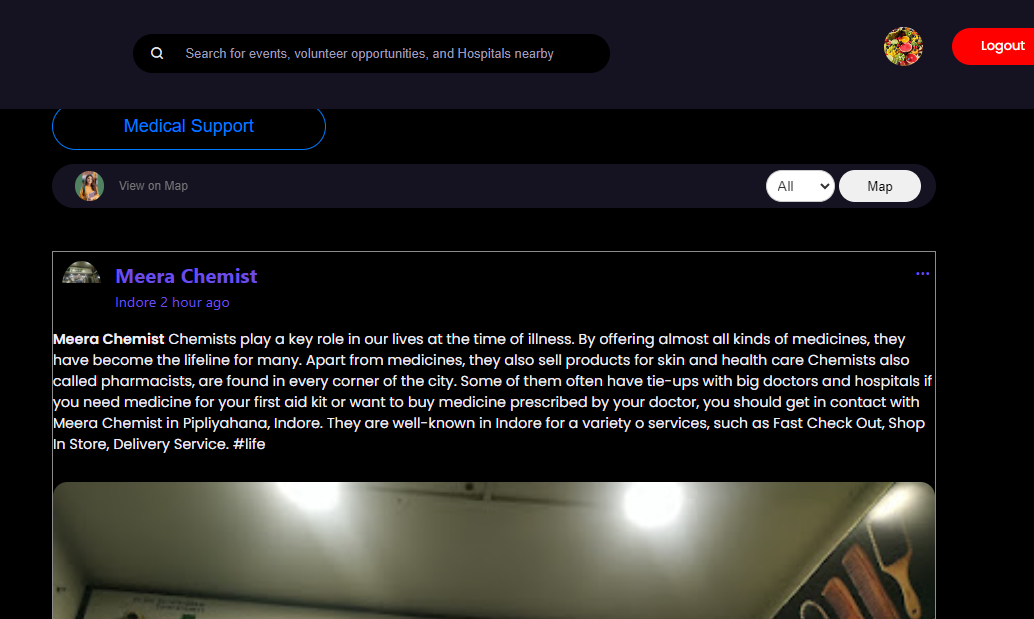 Search for events, volunteer opportunities, and Hospitals nearby
Logout
Medical Support
View on Map
All
Map
Meera Chemist
...
Indore 2 hour ago
Meera Chemist Chemists play a key role in our lives at the time of illness. By offering almost all kinds of medicines, they
have become the lifeline for many. Apart from medicines, they also sell products for skin and health care Chemists also
called pharmacists, are found in every corner of the city. Some of them often have tie-ups with big doctors and hospitals if
you need medicine for your first aid kit or want to buy medicine prescribed by your doctor, you should get in contact with
Meera Chemist in Pipliyahana, Indore. They are well-known in Indore for a variety o services, such as Fast Check Out, Shop
In Store, Delivery Service. #life